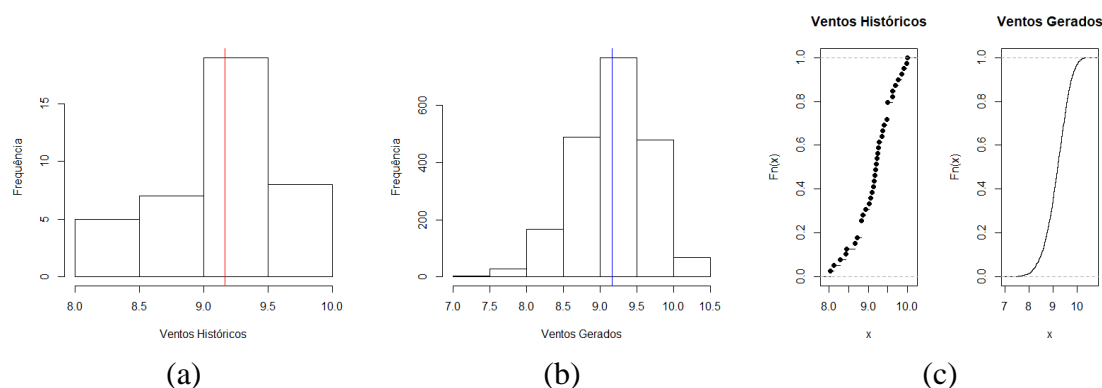 Frequência
0 5 10 15
8.0 8.5 9.0 9.5 10.0
Ventos Históricos
(a)
Frequência
0 200 400 600
7.0 7.5 8.0 8.5 9.0 9.5 10.0 10.5
Ventos Gerados
(b)
Ventos Históricos
Fn(x)
0.0 0.2 0.4 0.6 0.8 1.0
8.0 9.0 10.0
x
Ventos Gerados
Fn(x)
0.0 0.2 0.4 0.6 0.8 1.0
7 8 9 10
x
(c)